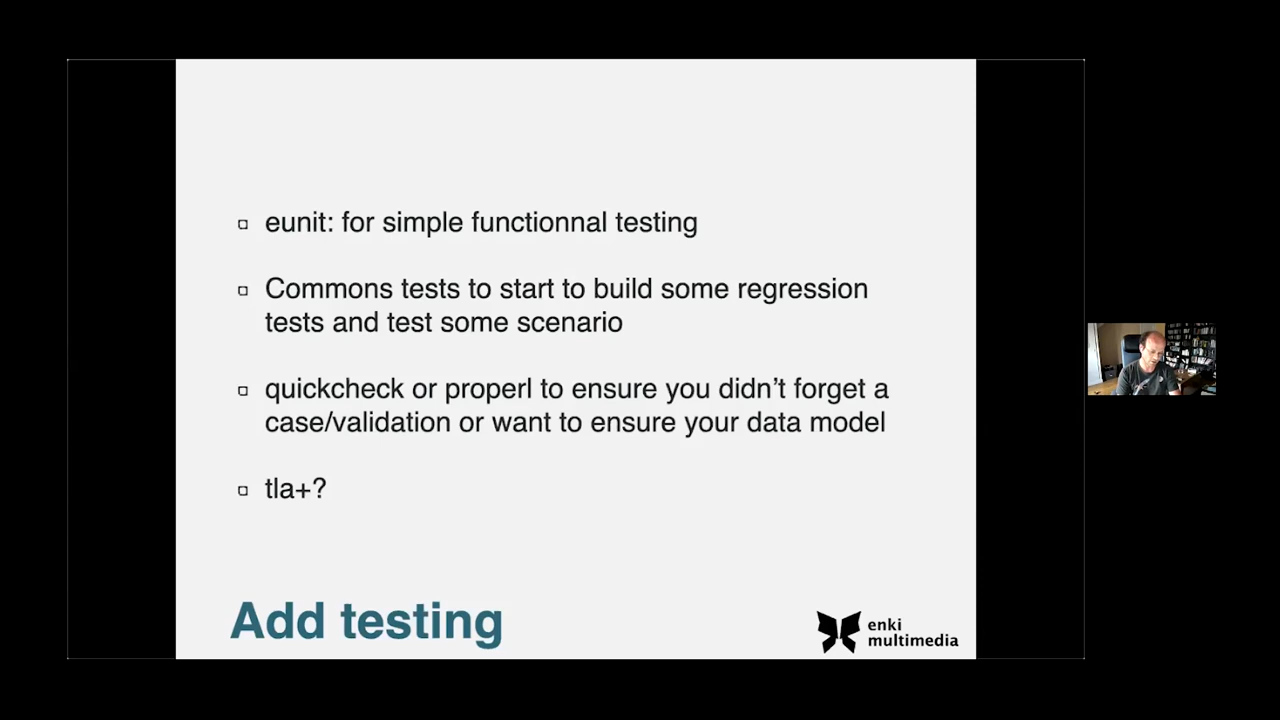 eunit: for simple functionnal testing
Commons tests to start to build some regression
tests and test some scenario
quickcheck or properl to ensure you didn't forget a
case/validation or want to ensure your data model
tla+?
Add testing
enki
multimedia